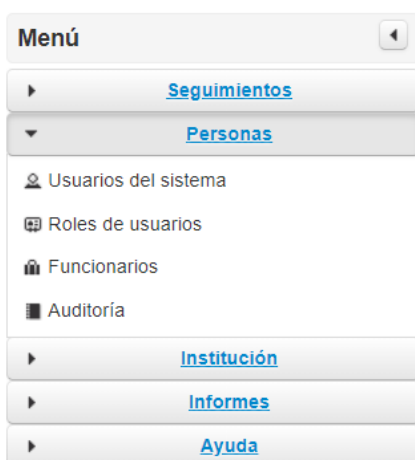 Menú
Seguimientos
Personas
Usuarios del sistema
Roles de usuarios
Funcionarios
Auditoría
Institución
Informes
Ayuda